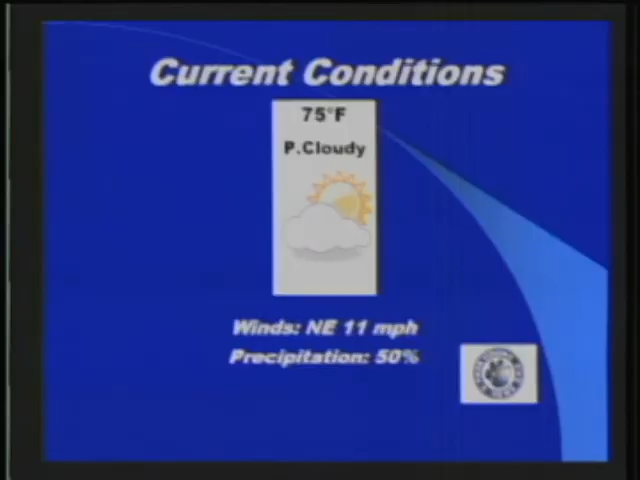 Current Conditions
75°F
P.Cloudy
Winds: NE 11 mph
Precipitation: 50%